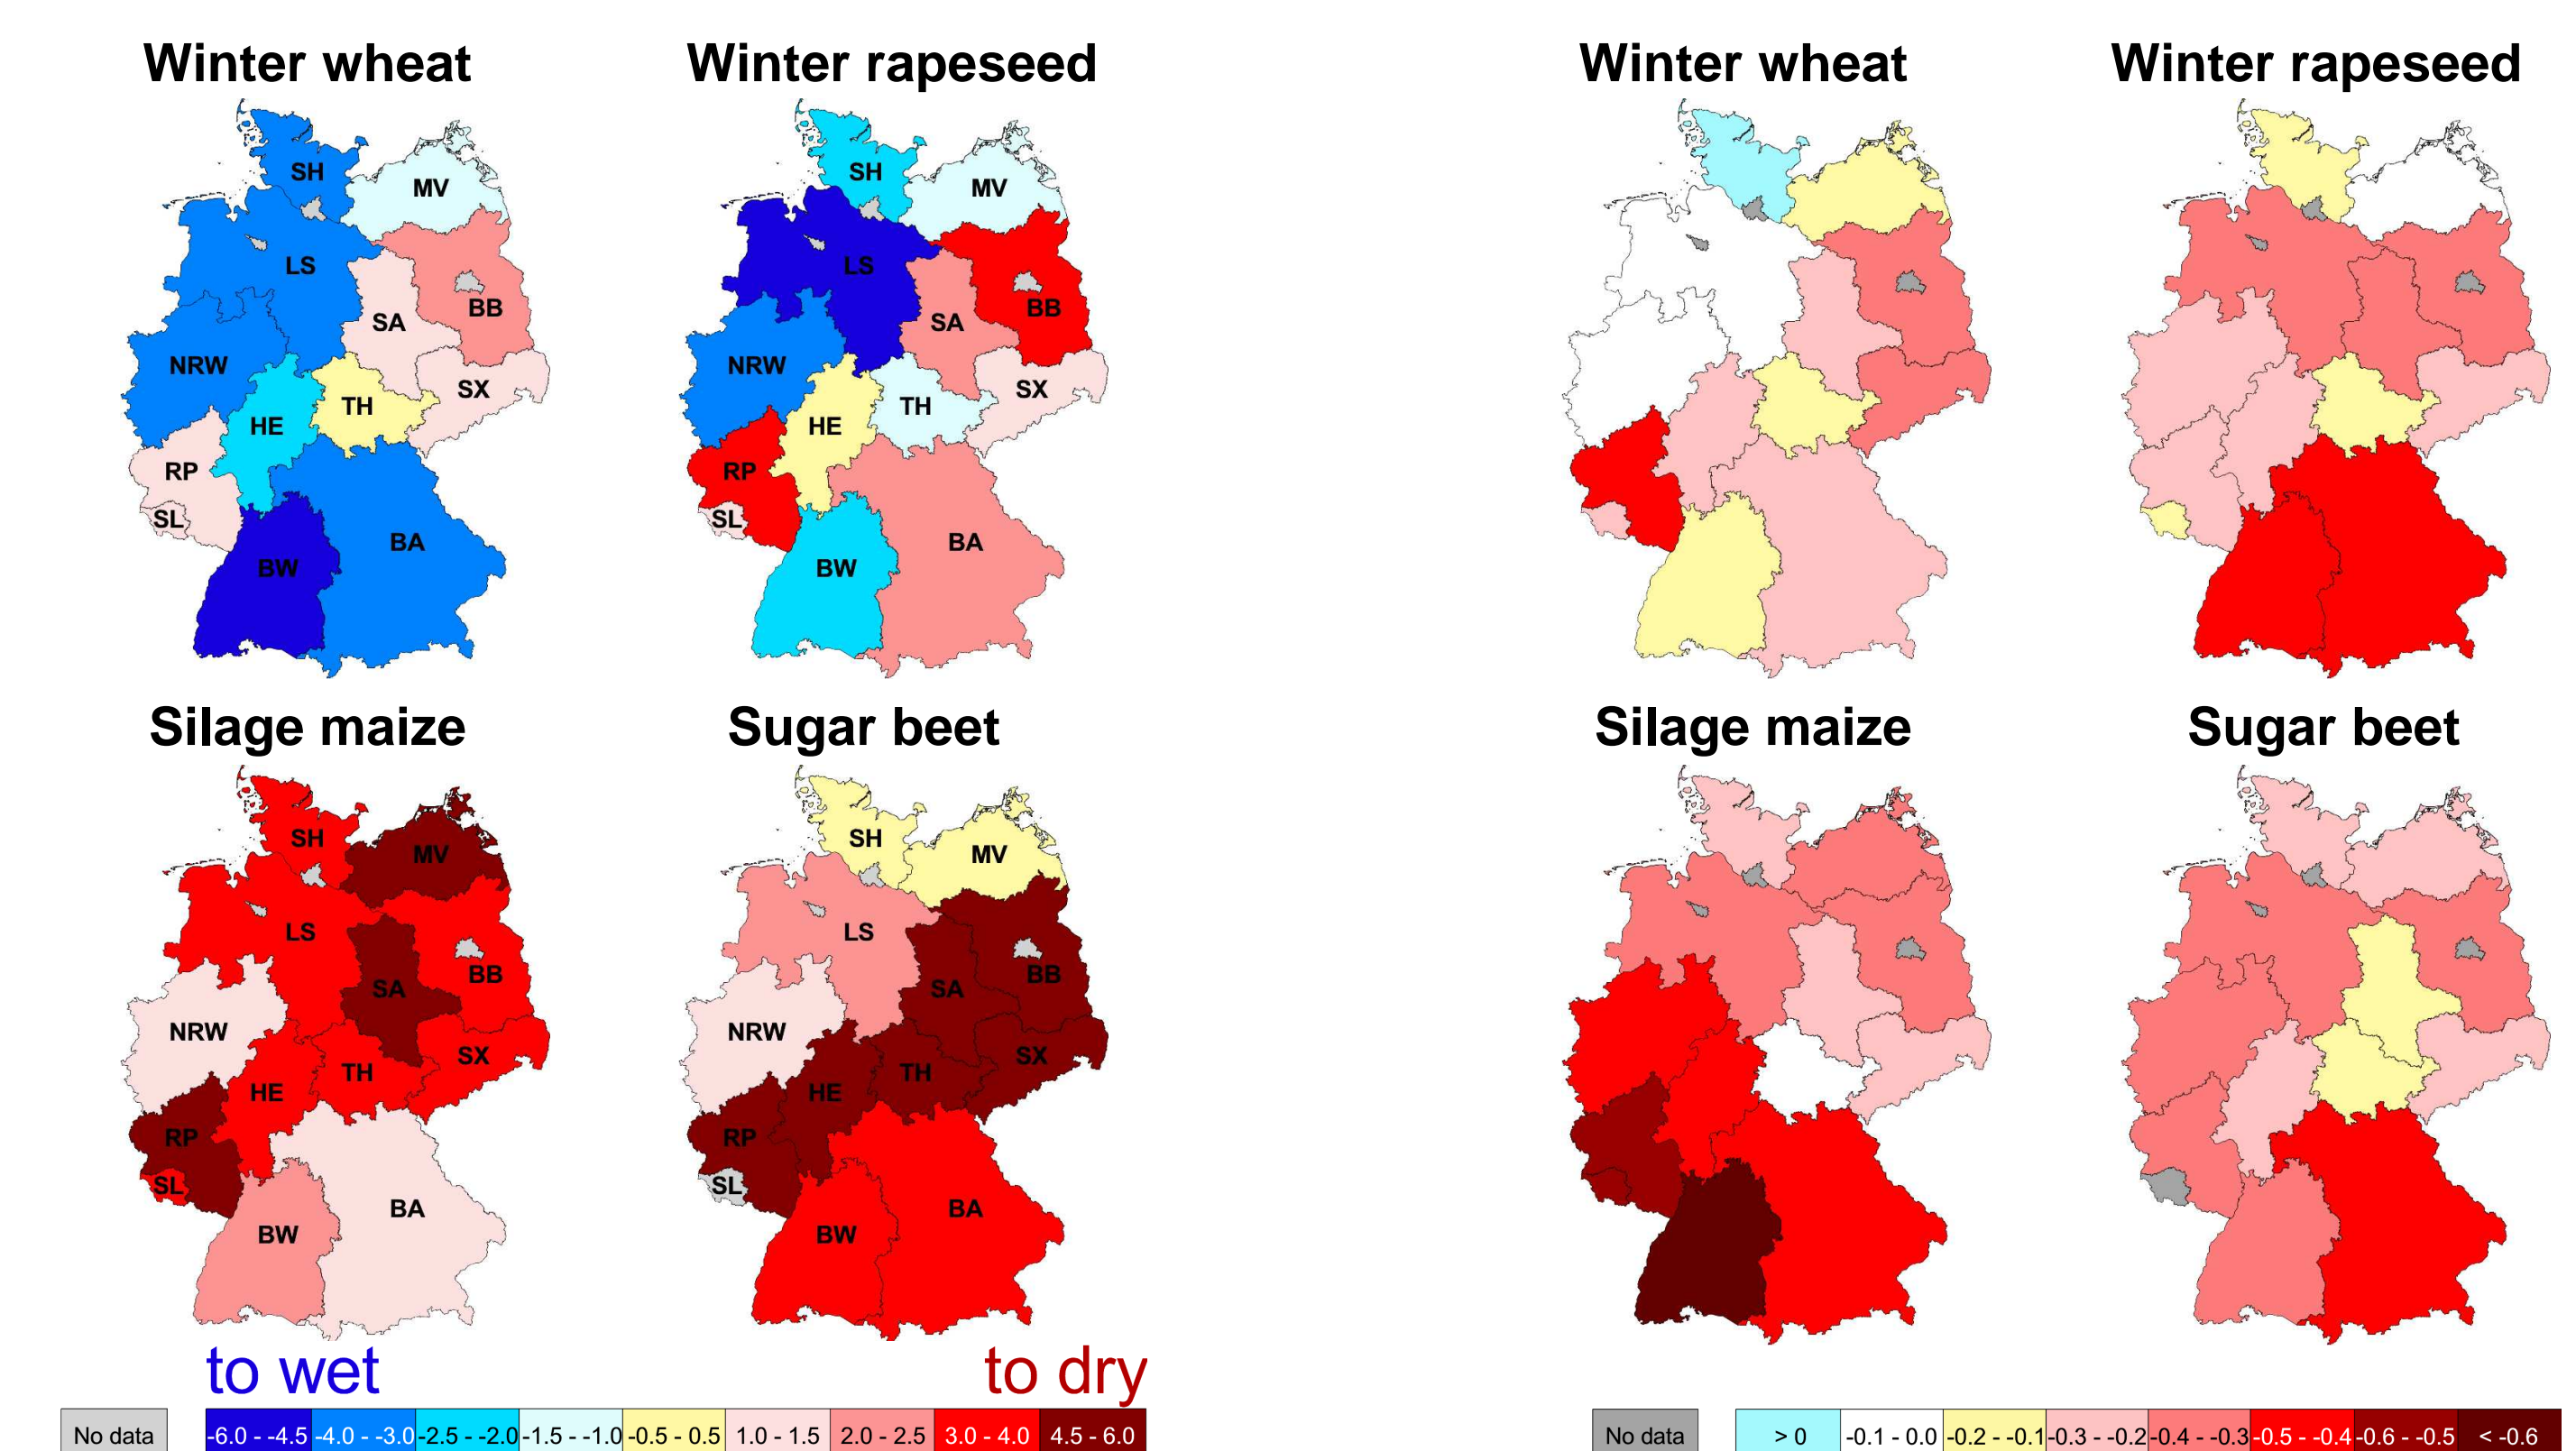 Winter wheat
Winter rapeseed
Winter wheat
Winter rapeseed
SH
MV
LS
SA
BB
NRW
SX
HE
TH
RP
SL
BW
BA
SH
MV
LS
SA
BB
NRW
SX
HE
TH
RP
SL
BW
BA
Silage maize
Sugar beet
Silage maize
Sugar beet
SH
MV
LS
SA
BB
NRW
SX
HE
TH
RP
SL
BW
BA
SH
MV
LS
SA
BB
NRW
SX
HE
TH
RP
SL
BW
BA
to wet
to dry
No data
-6.0 - -4.5
-4.0 - -3.0
-2.5 - -2.0
-1.5 - -1.0
-0.5 - 0.5
1.0 - 1.5
2.0 - 2.5
3.0 - 4.0
4.5 - 6.0
No data
> 0
-0.1 - 0.0
-0.2 - -0.1
-0.3 - -0.2
-0.4 - -0.3
-0.5 - -0.4
-0.6 - -0.5
< -0.6